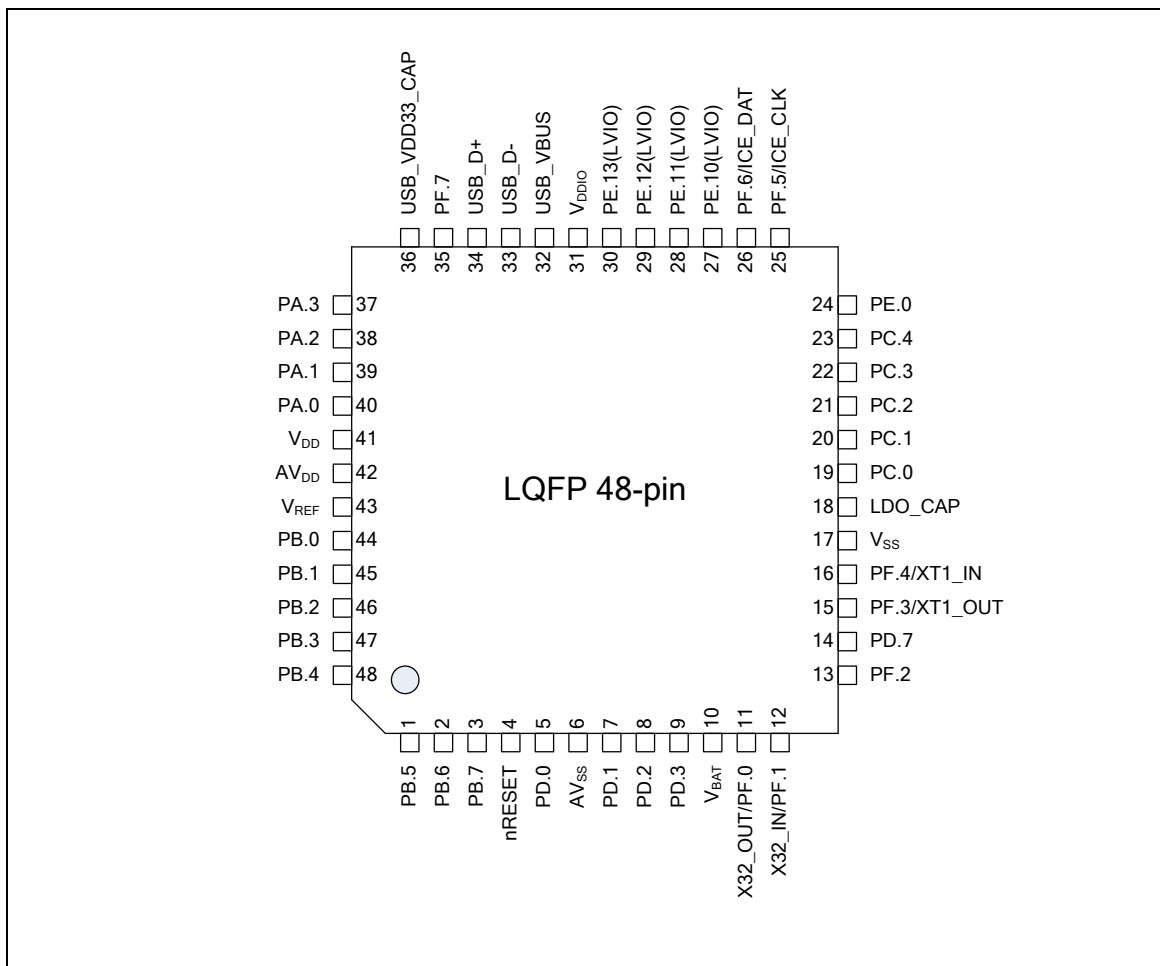 USB_VDD33_CAP
PF.7
USB_D+
USB_D-
USB_VBUS
VDDIO
PE.13(LVIO)
PE.12(LVIO)
PE.11(LVIO)
PE.10(LVIO)
PF.6/ICE_DAT
PF.5/ICE_CLK
36
35
34
33
32
31
30
29
28
27
26
25
PA.3 37
PA.2 38
PA.1 39
PA.0 40
VDD 41
AVDD 42
VREF 43
PB.0 44
PB.1 45
PB.2 46
PB.3 47
PB.4 48
LQFP 48-pin
24 PE.0
23 PC.4
22 PC.3
21 PC.2
20 PC.1
19 PC.0
18 LDO_CAP
17 VSS
16 PF.4/XT1_IN
15 PF.3/XT1_OUT
14 PD.7
13 PF.2
1
2
3
4
5
6
7
8
9
10
11
12
PB.5
PB.6
PB.7
nRESET
PD.0
AVSS
PD.1
PD.2
PD.3
VBAT
X32_OUT/PF.0
X32_IN/PF.1